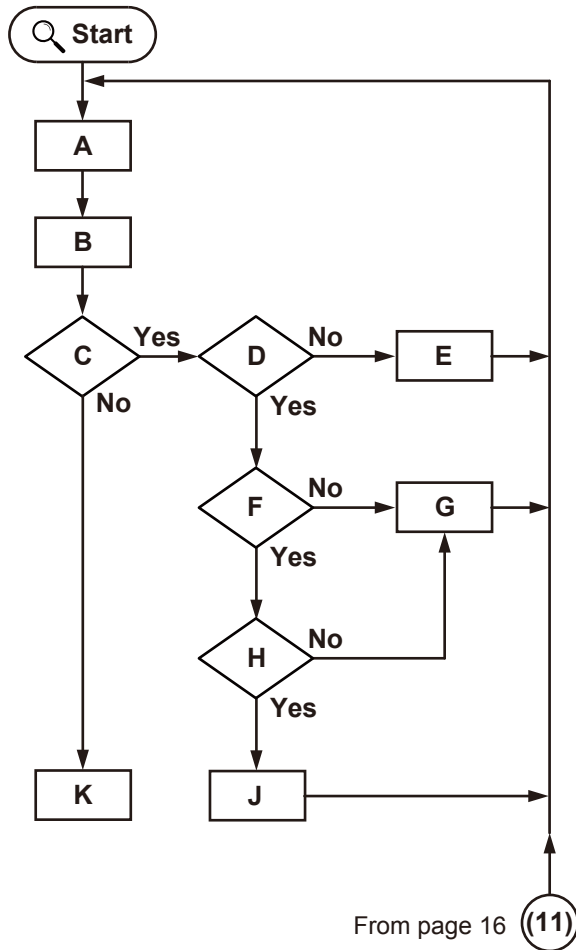 Start
A
B
C Yes D No E
No Yes
F No G
Yes
H No
Yes
K J
From page 16 (11)